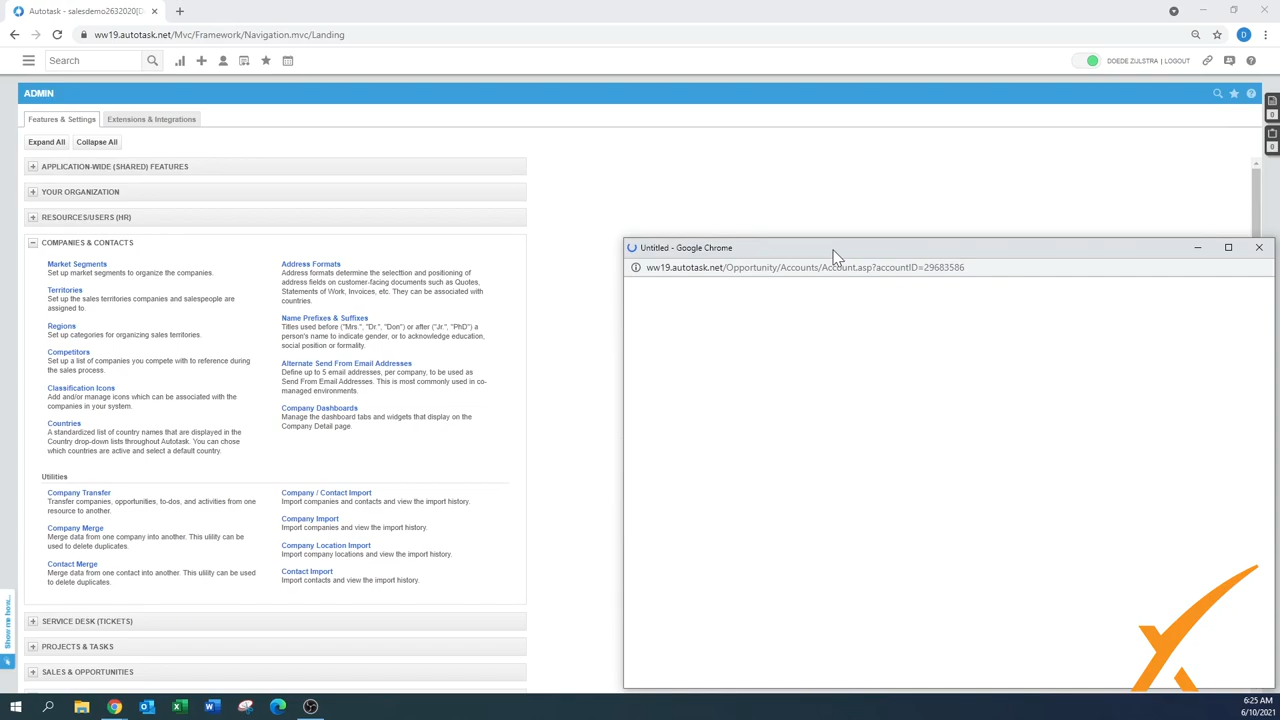 Autotask - salesdemo2632020[D
ww19.autotask.net/Mvc/Framework/Navigation.mvc/Landing
D
Search
DOEDE ZIJLSTRA | LOGOUT
ADMIN
Features & Settings
Extensions & Integrations
0
0
Expand All
Collapse All
APPLICATION-WIDE (SHARED) FEATURES
YOUR ORGANIZATION
RESOURCES/USERS (HR)
COMPANIES & CONTACTS
Market Segments
Set up market segments to organize the companies.
Territories
Set up the sales territories companies and salespeople are
assigned to.
Regions
Set up categories for organizing sales territories.
Competitors
Set up a list of companies you compete with to reference during
the sales process.
Classification Icons
Add and/or manage icons which can be associated with the
companies in your system.
Countries
A standardized list of country names that are displayed in the
Country drop-down lists throughout Autotask. You can chose
which countries are active and select a default country.
Address Formats
Address formats determine the selecttion and positioning of
address fields on customer-facing documents such as Quotes,
Statements of Work, Invoices, etc. They can be associated with
countries.
Name Prefixes & Suffixes
Titles used before ("Mrs.", "Dr.", "Don") or after ("Jr.", "PhD") a
person's name to indicate gender, or to acknowledge education,
social position or formality.
Alternate Send From Email Addresses
Define up to 5 email addresses, per company, to be used as
Send From Email Addresses. This is most commonly used in co-
managed environments.
Company Dashboards
Manage the dashboard tabs and widgets that display on the
Company Detail page.
Utilities
Company Transfer
Transfer companies, opportunities, to-dos, and activities from one
resource to another.
Company Merge
Merge data from one company into another. This ulility can be
used to delete duplicates.
Contact Merge
Merge data from one contact into another. This utility can be used
to delete duplicates.
Company / Contact Import
Import companies and contacts and view the import history.
Company Import
Import companies and view the import history.
Company Location Import
Import company locations and view the import history.
Contact Import
Import contacts and view the import history.
SERVICE DESK (TICKETS)
PROJECTS & TASKS
SALES & OPPORTUNITIES
Show me how...
Untitled - Google Chrome
ww19.autotask.net/Opportunity/Accounts/Account.asp?accountID=29683586
6:25 AM
6/10/2021